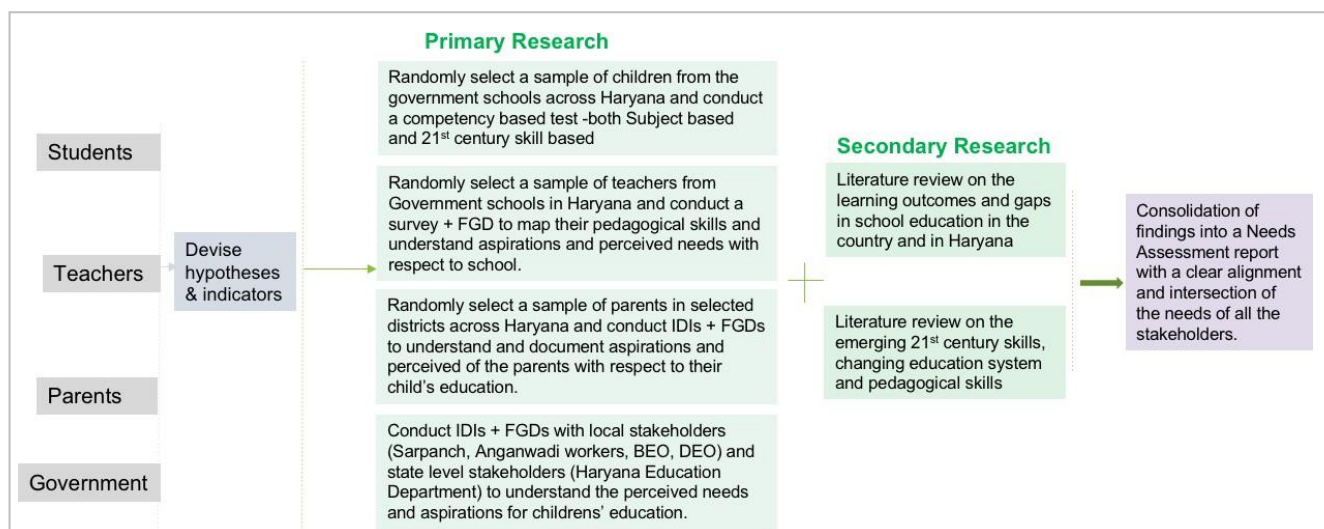 Students
Teachers
Parents
Government
Devise
hypotheses
& indicators
Primary Research
Randomly select a sample of children from the
government schools across Haryana and conduct
a competency based test -both Subject based
and 21st century skill based
Randomly select a sample of teachers from
Government schools in Haryana and conduct a
survey + FGD to map their pedagogical skills and
understand aspirations and perceived needs with
respect to school.
Randomly select a sample of parents in selected
districts across Haryana and conduct IDIs + FGDs
to understand and document aspirations and
perceived of the parents with respect to their
child's education.
Conduct IDIs + FGDs with local stakeholders
(Sarpanch, Anganwadi workers, BEO, DEO) and
state level stakeholders (Haryana Education
Department) to understand the perceived needs
and aspirations for childrens' education.
Secondary Research
Literature review on the
learning outcomes and gaps
in school education in the
country and in Haryana
Literature review on the
emerging 21st century skills,
changing education system
and pedagogical skills
Consolidation of
findings into a Needs
Assessment report
with a clear alignment
and intersection of
the needs of all the
stakeholders.